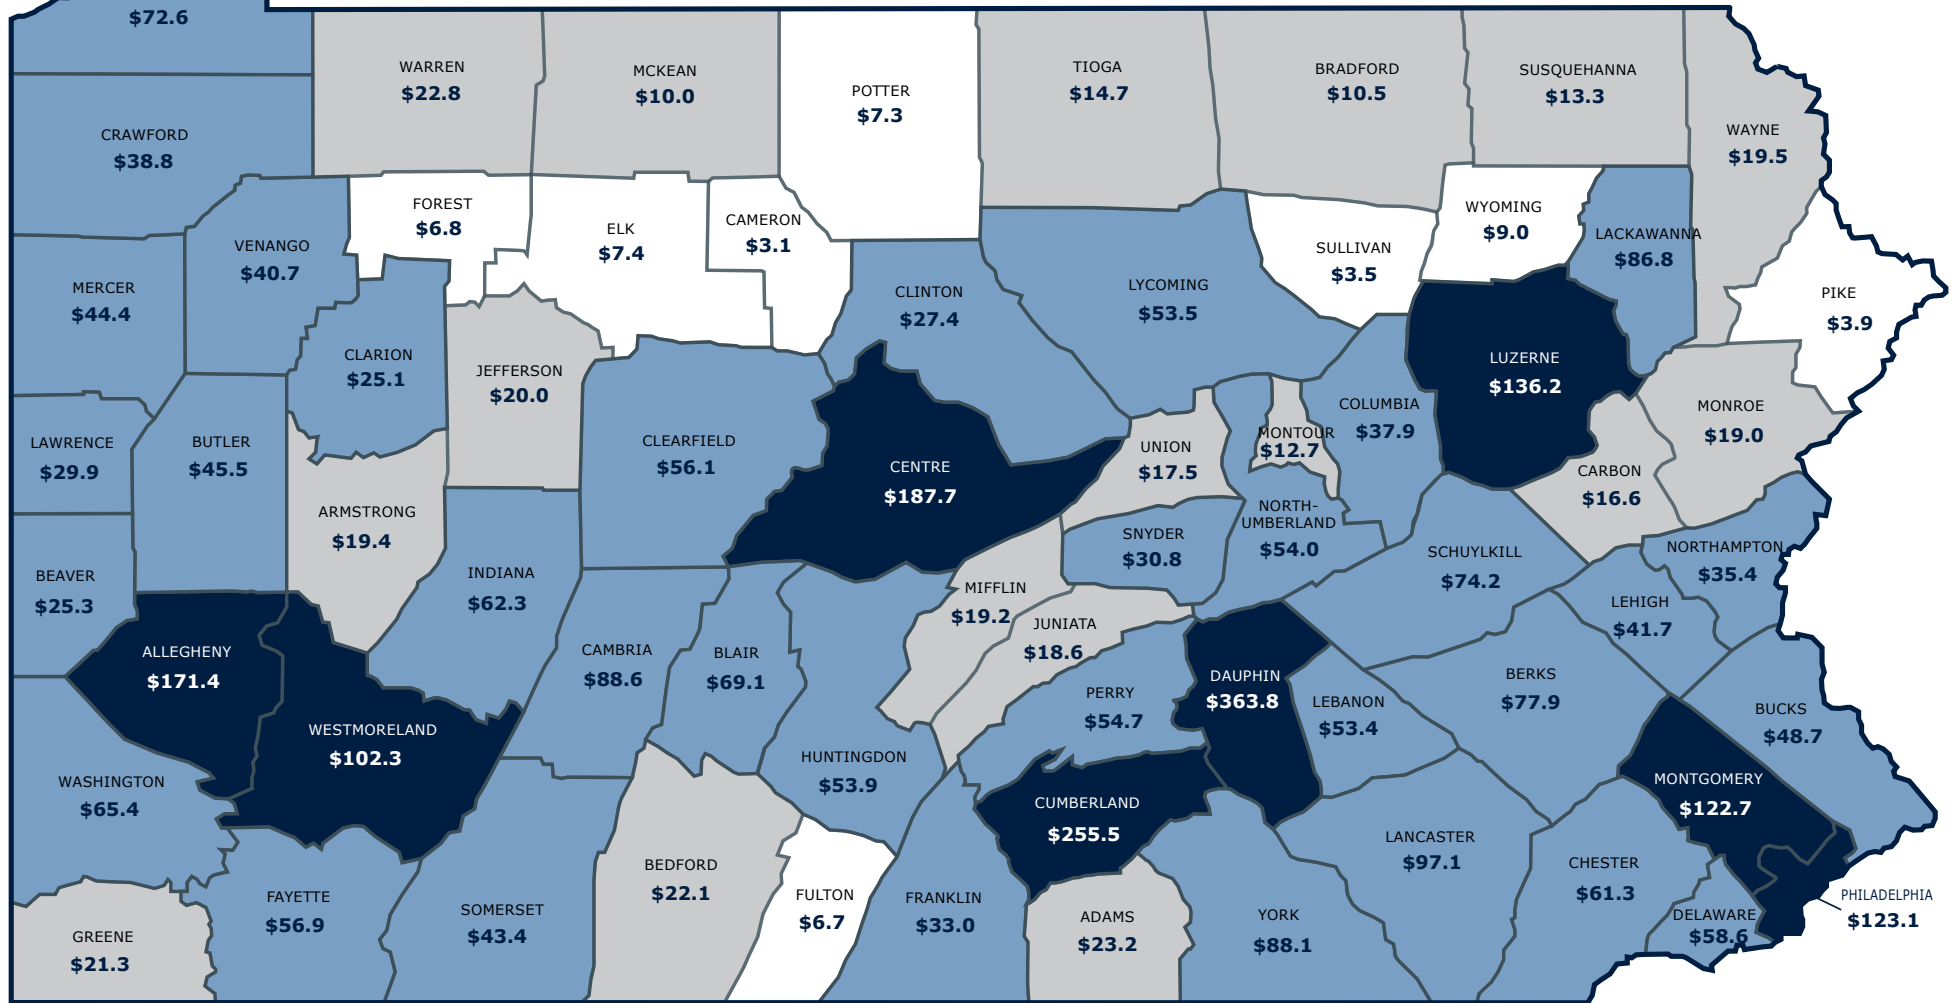 $72.6
WARREN
$22.8
MCKEAN
$10.0
POTTER
$7.3
TIOGA
$14.7
BRADFORD
$10.5
SUSQUEHANNA
$13.3
WAYNE
$19.5
CRAWFORD
$38.8
FOREST
$6.8
ELK
$7.4
CAMERON
$3.1
SULLIVAN
$3.5
WYOMING
$9.0
LACKAWANNA
$86.8
VENANGO
$40.7
MERCER
$44.4
CLINTON
$27.4
LYCOMING
$53.5
PIKE
$3.9
CLARION
$25.1
JEFFERSON
$20.0
LUZERNE
$136.2
COLUMBIA
$37.9
MONROE
$19.0
LAWRENCE
$29.9
BUTLER
$45.5
CLEARFIELD
$56.1
CENTRE
$187.7
UNION
$17.5
MONTOUR
$12.7
CARBON
$16.6
ARMSTRONG
$19.4
SNYDER
$30.8
NORTH-
UMBERLAND
$54.0
SCHUYLKILL
$74.2
NORTHAMPTON
$35.4
BEAVER
$25.3
INDIANA
$62.3
MIFFLIN
$19.2
JUNIATA
$18.6
LEHIGH
$41.7
ALLEGHENY
$171.4
CAMBRIA
$88.6
BLAIR
$69.1
PERRY
$54.7
DAUPHIN
$363.8
LEBANON
$53.4
BERKS
$77.9
BUCKS
$48.7
WESTMORELAND
$102.3
HUNTINGDON
$53.9
WASHINGTON
$65.4
CUMBERLAND
$255.5
LANCASTER
$97.1
MONTGOMERY
$122.7
CHESTER
$61.3
BEDFORD
$22.1
FAYETTE
$56.9
SOMERSET
$43.4
FULTON
$6.7
FRANKLIN
$33.0
ADAMS
$23.2
YORK
$88.1
DELAWARE
$58.6
PHILADELPHIA
$123.1
GREENE
$21.3